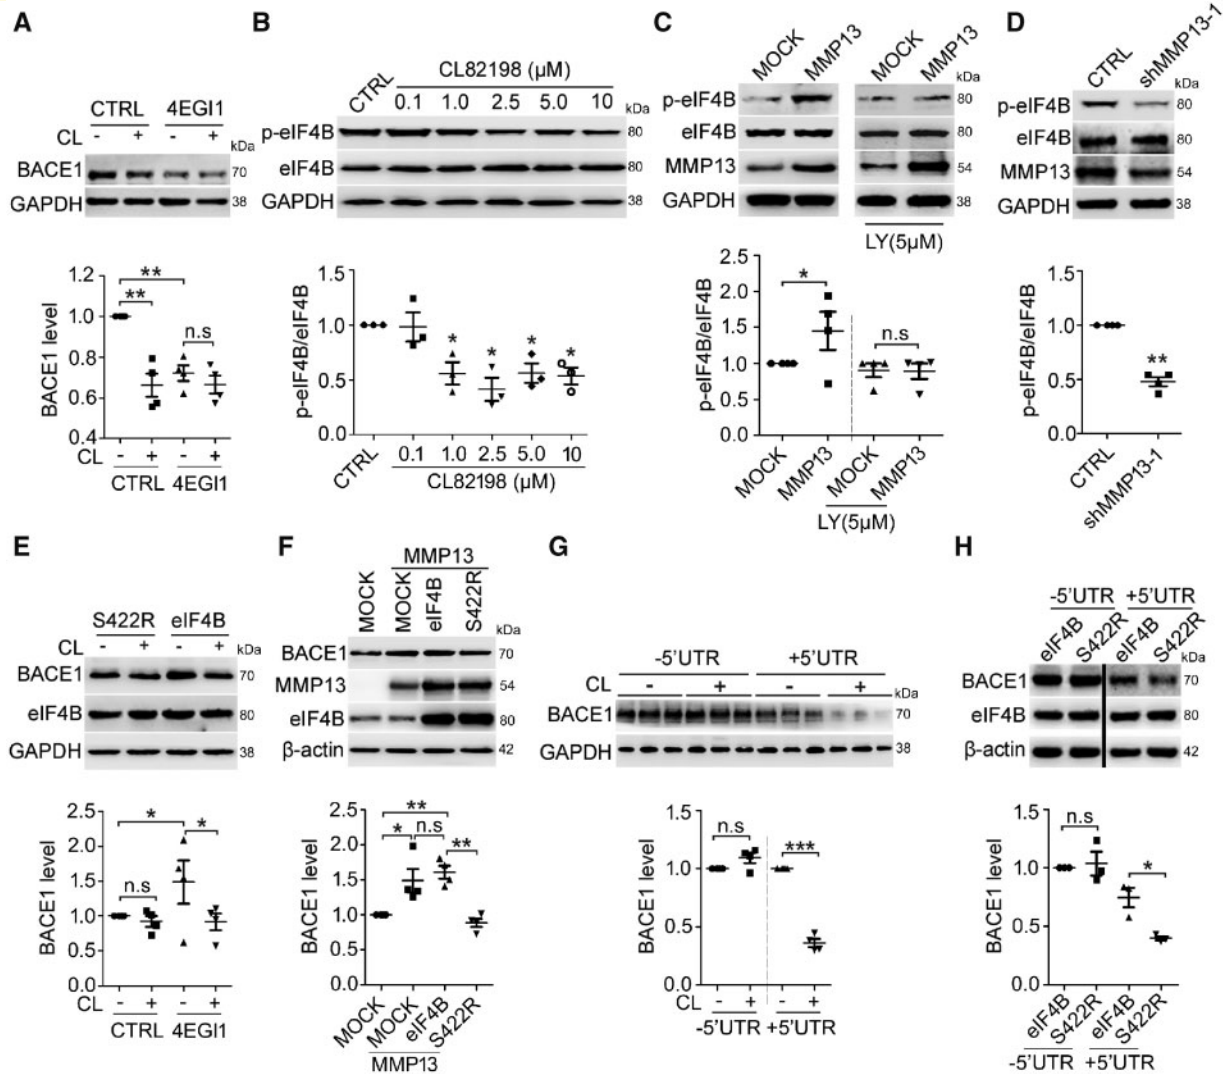 A
CTRL 4EGI1
CL - + - + kDa
BACE1 70
GAPDH 38
1.2
1.0
0.8
0.6
0.4
BACE1 level
**
**
n.s
CL - + - +
CTRL 4EGI1
B
CTRL
CL82198 (µM)
0.1 1.0 2.5 5.0 10 kDa
p-eIF4B 80
eIF4B 80
GAPDH 38
1.5
1.0
0.5
0.0
p-eIF4B/eIF4B
* * * *
CTRL 0.1 1.0 2.5 5.0 10
CL82198 (µM)
C
MOCK MMP13 MOCK MMP13 kDa
p-eIF4B 80
eIF4B 80
MMP13 54
GAPDH 38
LY(5µM)
2.5
2.0
1.5
1.0
0.5
0.0
p-eIF4B/eIF4B
*
n.s
MOCK MMP13 MOCK MMP13
LY(5µM)
D
CTRL shMMP13-1 kDa
p-eIF4B 80
eIF4B 80
MMP13 54
GAPDH 38
1.5
1.0
0.5
0.0
p-eIF4B/eIF4B
**
CTRL shMMP13-1
E
S422R eIF4B
CL - + - + kDa
BACE1 70
eIF4B 80
GAPDH 38
2.5
2.0
1.5
1.0
0.5
0.0
BACE1 level
* *
n.s
CL - + - +
CTRL 4EGI1
F
MMP13
MOCK MOCK eIF4B S422R kDa
BACE1 70
MMP13 54
eIF4B 80
β-actin 42
2.5
2.0
1.5
1.0
0.5
0.0
BACE1 level
**
* n.s
**
MOCK MOCK eIF4B S422R
MMP13
G
-5'UTR +5'UTR
CL - + - + kDa
BACE1 70
GAPDH 38
1.5
1.0
0.5
0.0
BACE1 level
n.s
***
CL - + - +
-5'UTR +5'UTR
H
-5'UTR +5'UTR
eIF4B S422R eIF4B S422R kDa
BACE1 70
eIF4B 80
β-actin 42
1.5
1.0
0.5
0.0
BACE1 level
n.s
*
eIF4B S422R eIF4B S422R
-5'UTR +5'UTR